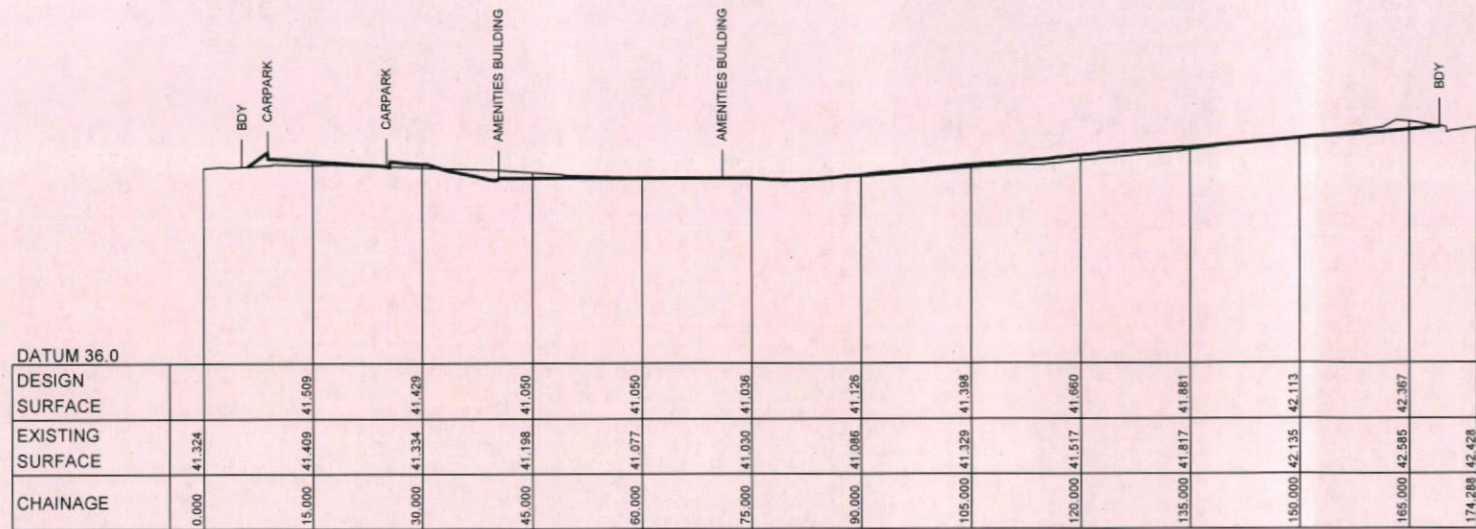 BDY
CARPARK
CARPARK
AMENITIES BUILDING
AMENITIES BUILDING
BDY
DATUM 36.0
DESIGN
SURFACE
41.509 41.429 41.050 41.050 41.036 41.126 41.398 41.660 41.881 42.113 42.367
EXISTING
SURFACE
41.324 41.409 41.334 41.198 41.077 41.030 41.086 41.329 41.517 41.817 42.135 42.585 42.428
CHAINAGE
0.000 15.000 30.000 45.000 60.000 75.000 90.000 105.000 120.000 135.000 150.000 165.000 174.288